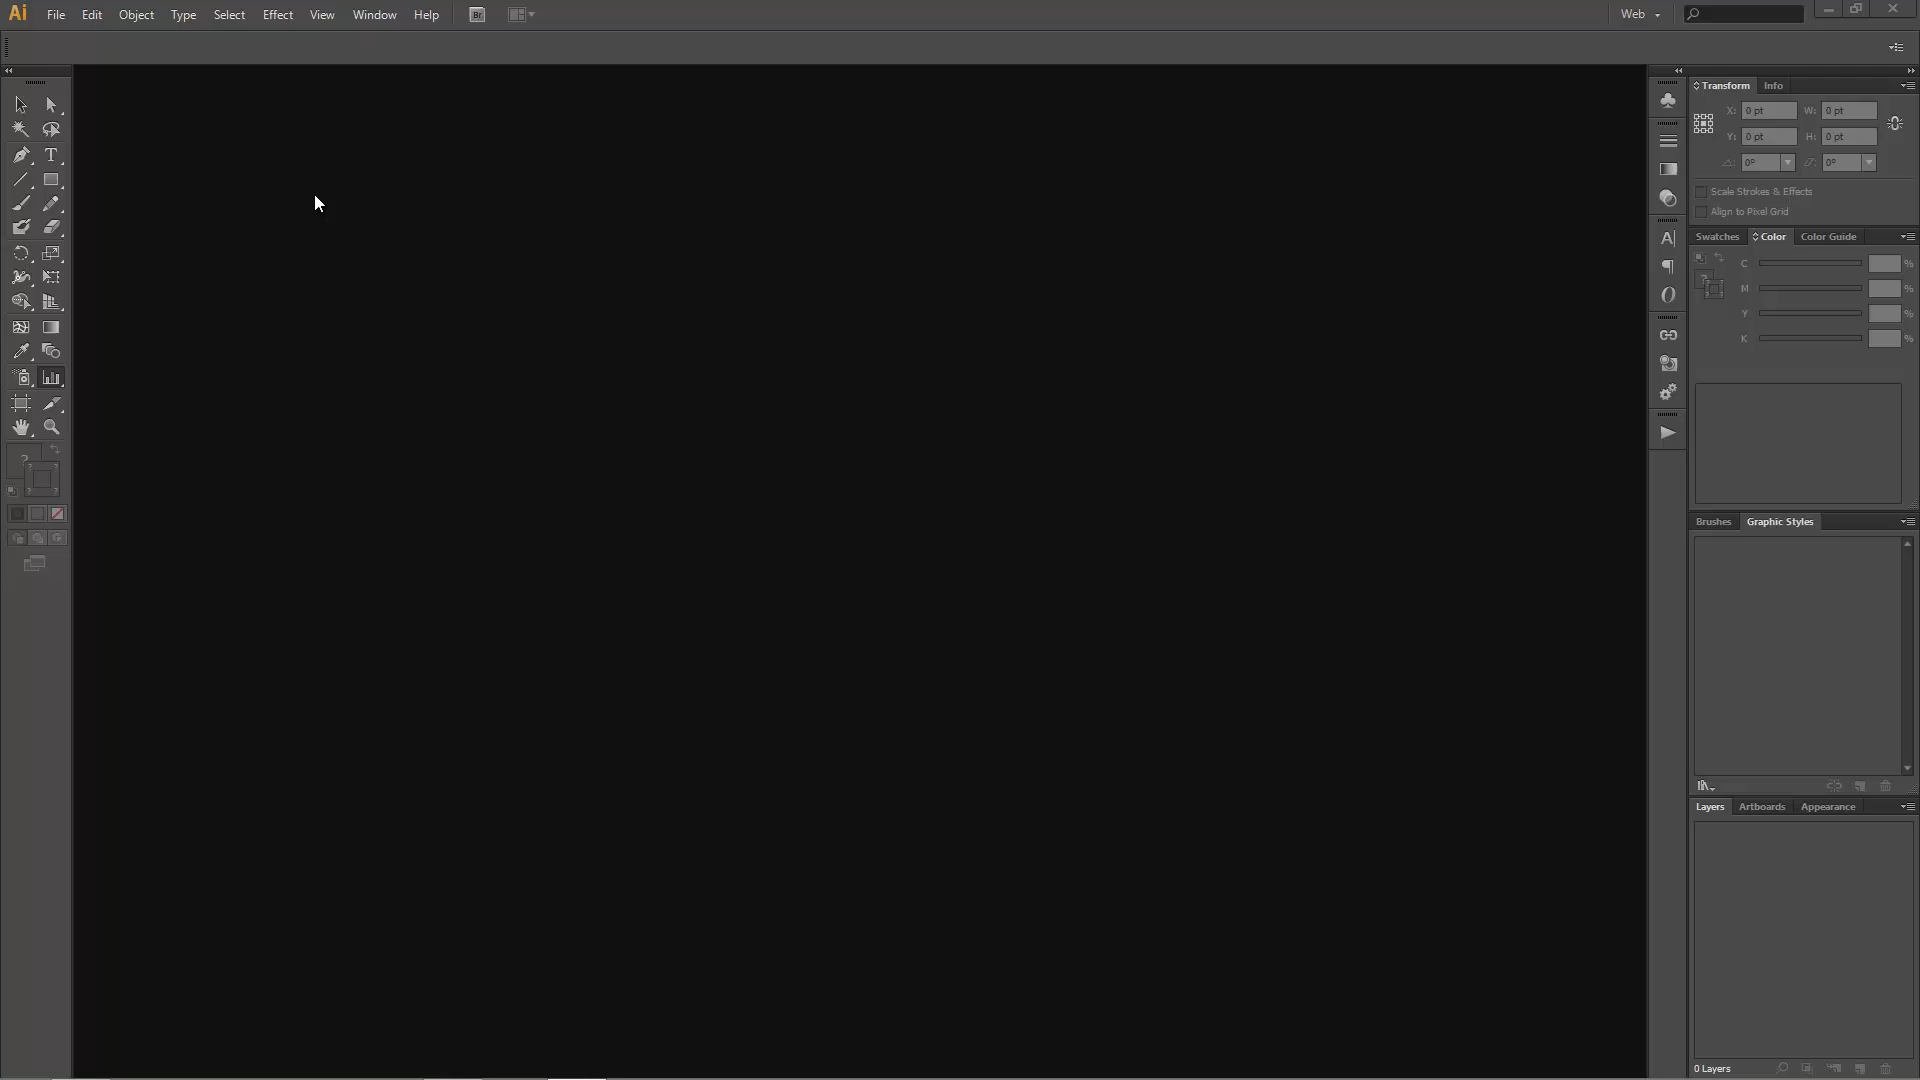 Ai File Edit Object Type Select Effect View Window Help Br Web
Transform Info
X: 0 pt W: 0 pt
Y: 0 pt H: 0 pt
0° 0°
Scale Strokes & Effects
Align to Pixel Grid
Swatches Color Color Guide
C %
M %
Y %
K %
Brushes Graphic Styles
Layers Artboards Appearance
0 Layers